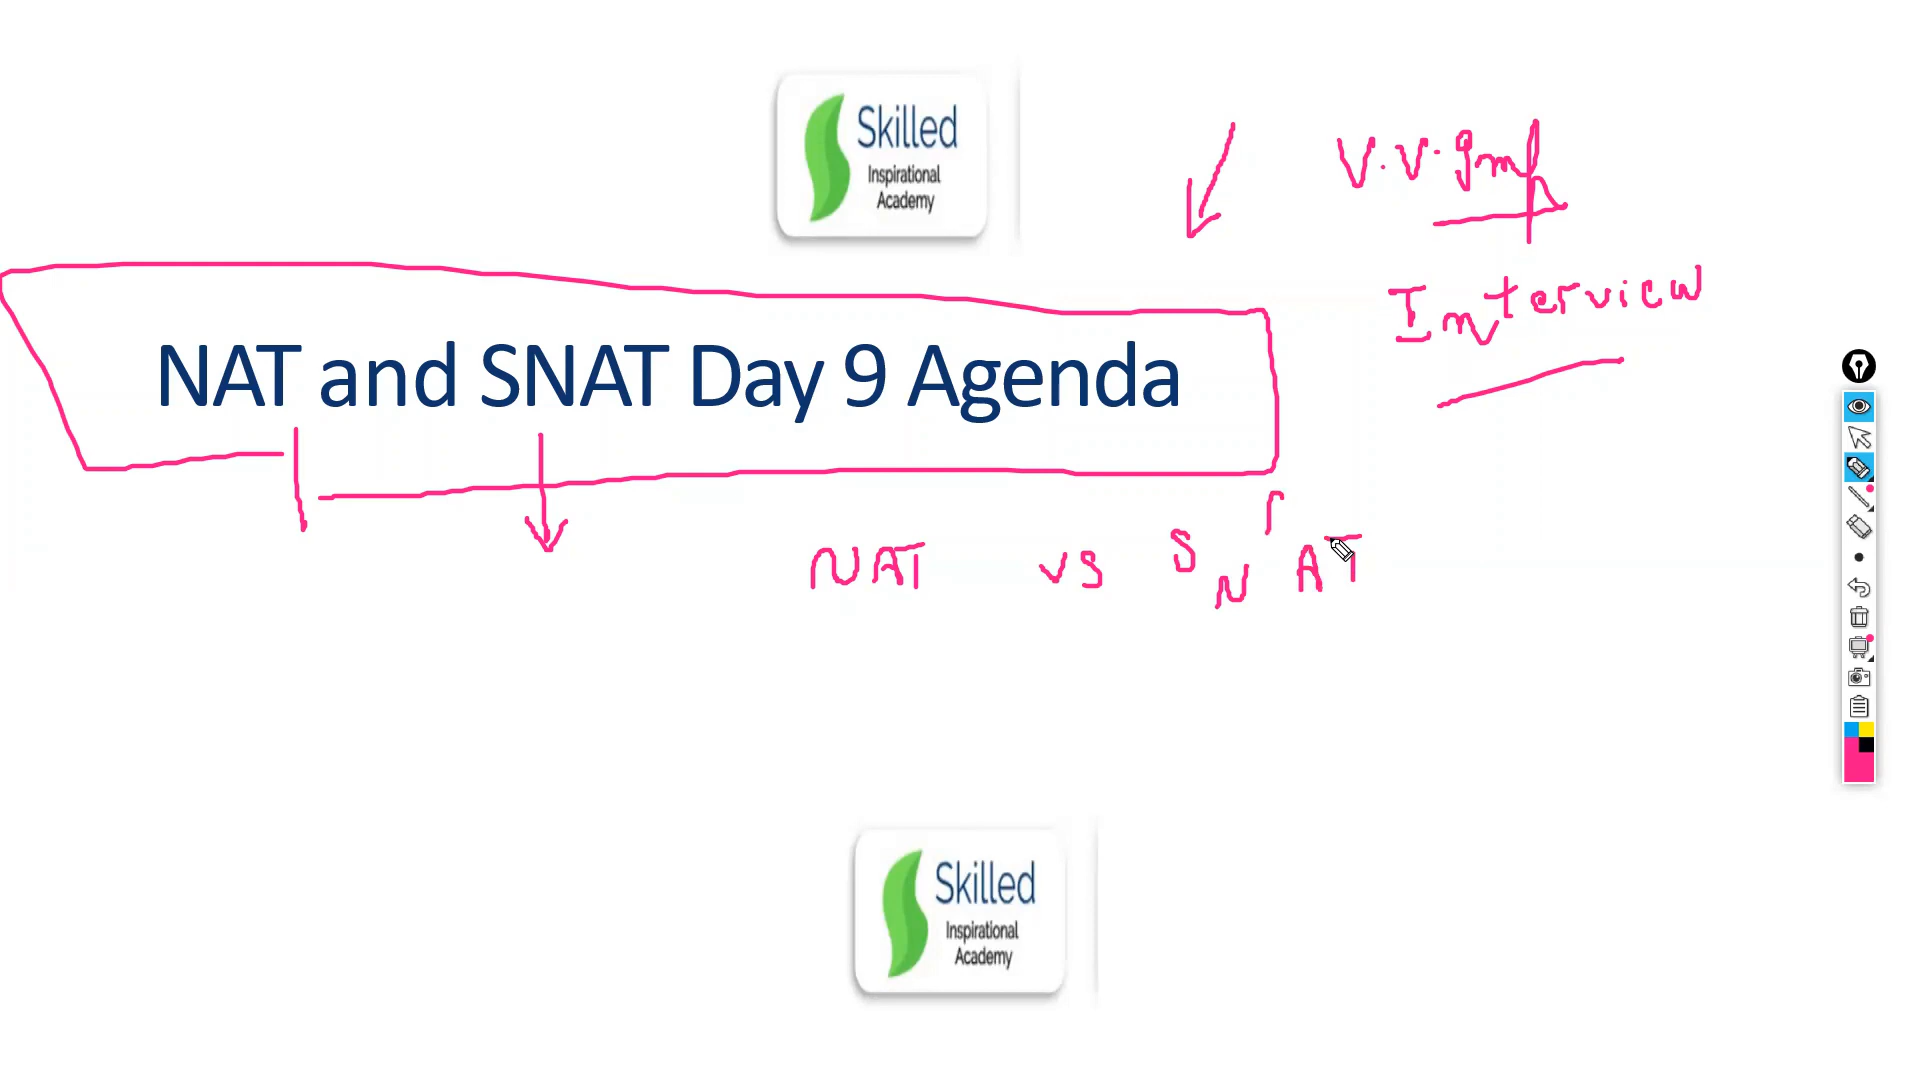 Skilled
Inspirational
Academy
V.V.Imp
Interview
NAT and SNAT Day 9 Agenda
NAT vs SNAT
Skilled
Inspirational
Academy